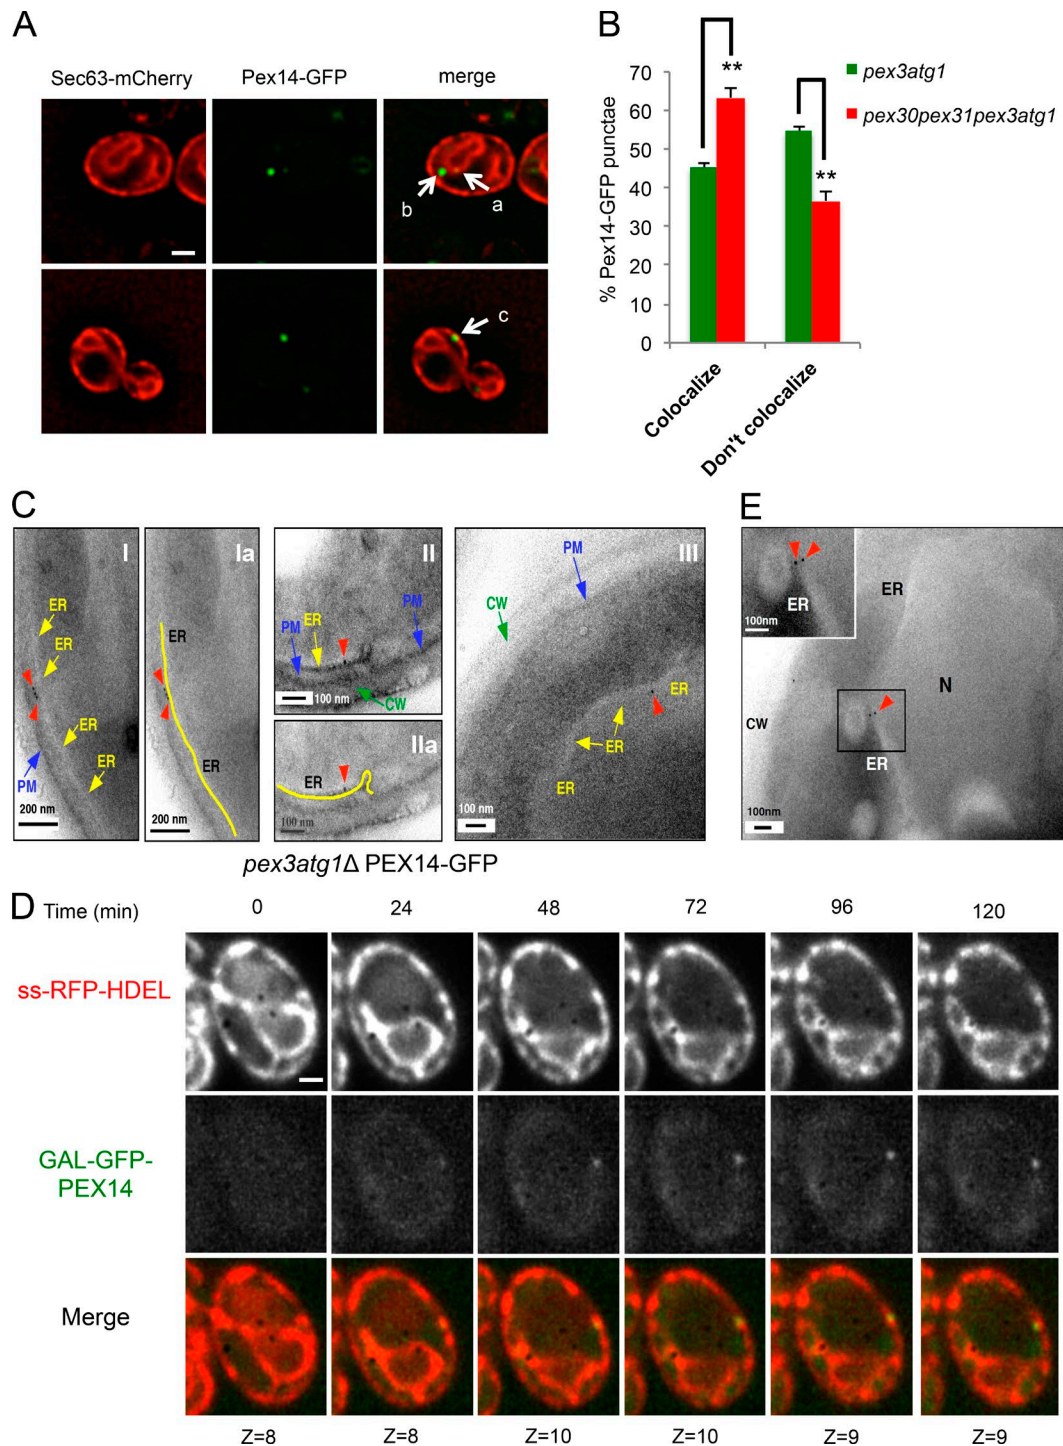 A
Sec63-mCherry Pex14-GFP merge
b
a
c
B
% Pex14-GFP punctae
70
60
50
40
30
20
10
0
**
**
pex3atg1
pex30pex31pex3atg1
Colocalize
Don't colocalize
C
I
ER
ER
ER
ER
PM
200 nm
Ia
ER
ER
200 nm
II
PM
ER
PM
CW
100 nm
IIa
ER
100 nm
III
PM
CW
ER
ER
ER
100nm
pex3atg1Δ PEX14-GFP
E
ER
100nm
ER
N
CW
ER
100nm
D Time (min) 0 24 48 72 96 120
ss-RFP-HDEL
GAL-GFP-
PEX14
Merge
Z=8 Z=8 Z=10 Z=10 Z=9 Z=9